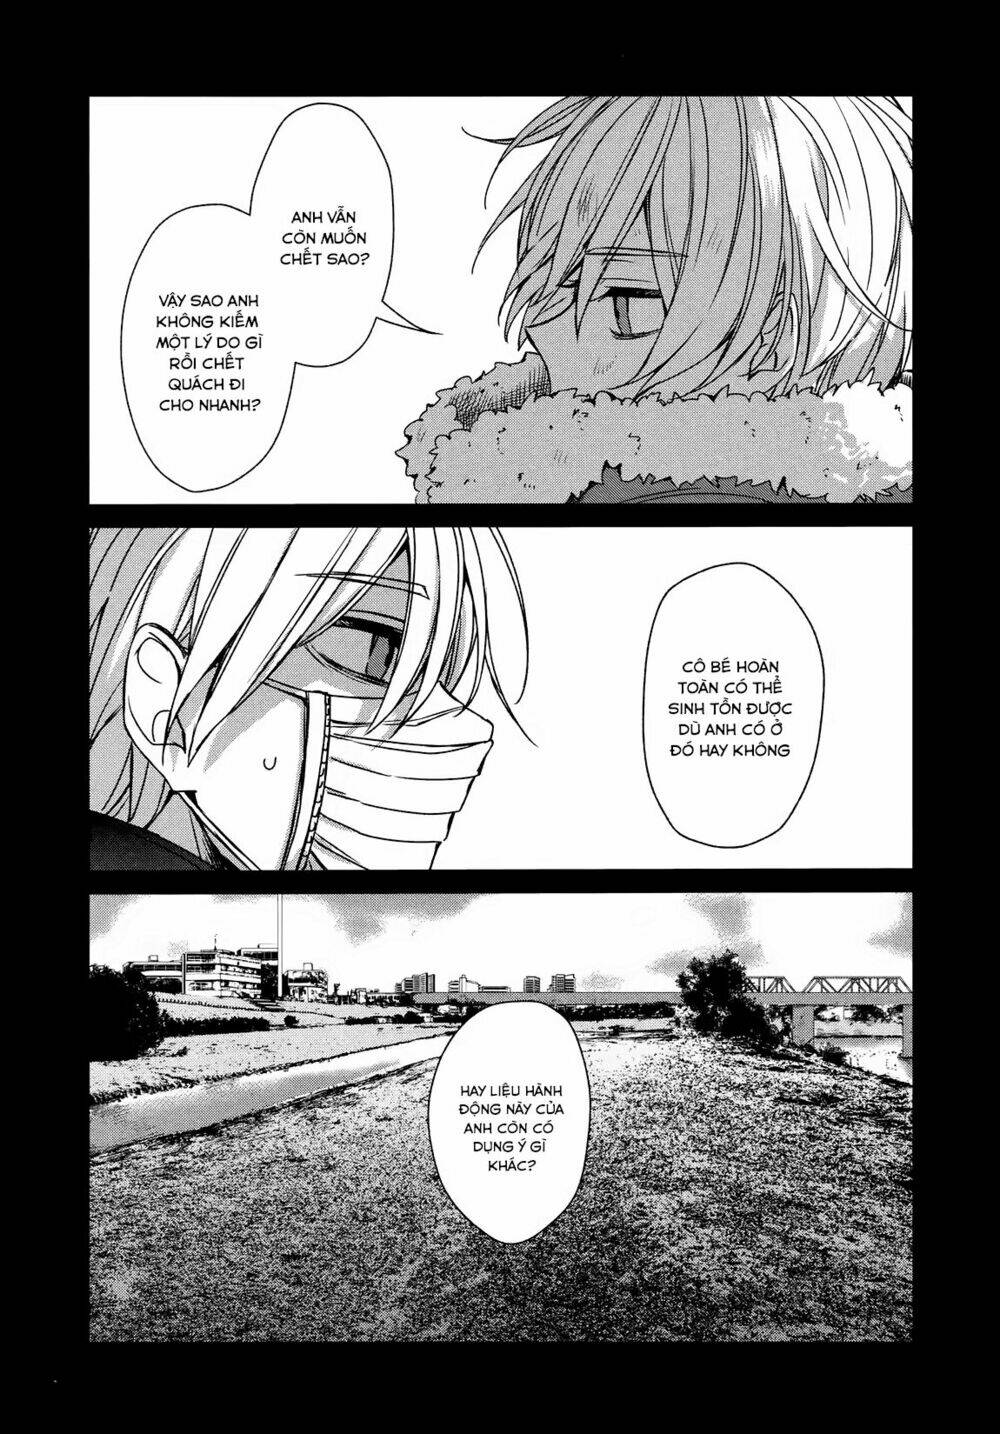 ANH VẪN
CÒN MUỐN
CHẾT SAO?
VẬY SAO ANH
KHÔNG KIẾM
MỘT LÝ DO GÌ
RỒI CHẾT
QUÁCH ĐI
CHO NHANH?
CÔ BÉ HOÀN
TOÀN CÓ THỂ
SINH TỒN ĐƯỢC
DÙ ANH CÓ Ở
ĐÓ HAY KHÔNG
HAY LIỆU HÀNH
ĐỘNG NÀY CỦA
ANH CÒN CÓ
DỤNG Ý GÌ
KHÁC?